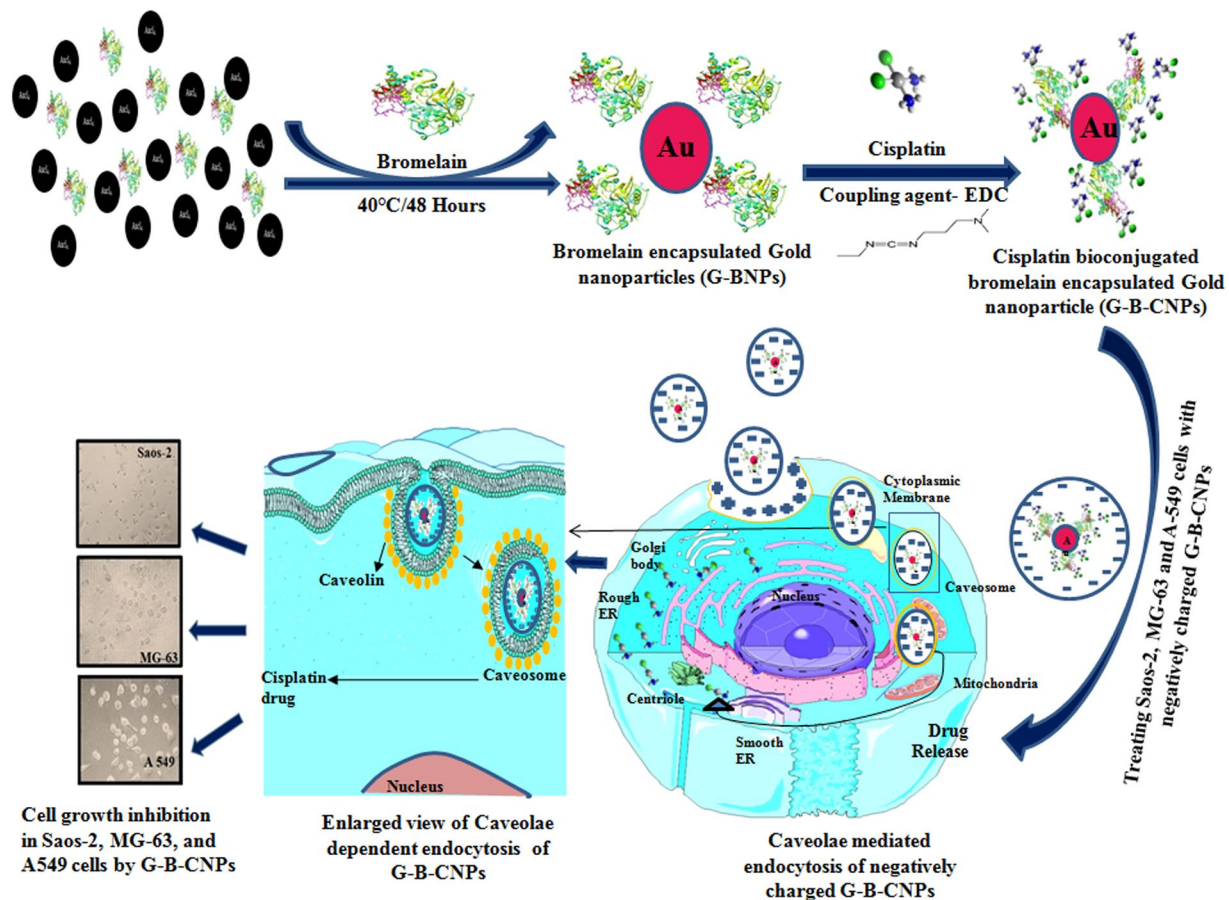 Bromelain
40°C/48 Hours
Au
Bromelain encapsulated Gold
nanoparticles (G-BNPs)
Cisplatin
Coupling agent- EDC
N=C=N
N
Au
Cisplatin bioconjugated
bromelain encapsulated Gold
nanoparticle (G-B-CNPs)
Treating Saos-2, MG-63 and A-549 cells with
negatively charged G-B-CNPs
A
Cytoplasmic
Membrane
Golgi
body
Caveosome
Rough
ER
Nucleus
Mitochondria
Centriole
Smooth
ER
Drug
Release
Caveolae mediated
endocytosis of negatively
charged G-B-CNPs
Caveolin
Caveosome
Cisplatin
drug
Nucleus
Enlarged view of Caveolae
dependent endocytosis of
G-B-CNPs
Saos-2
MG-63
A 549
Cell growth inhibition
in Saos-2, MG-63, and
A549 cells by G-B-CNPs